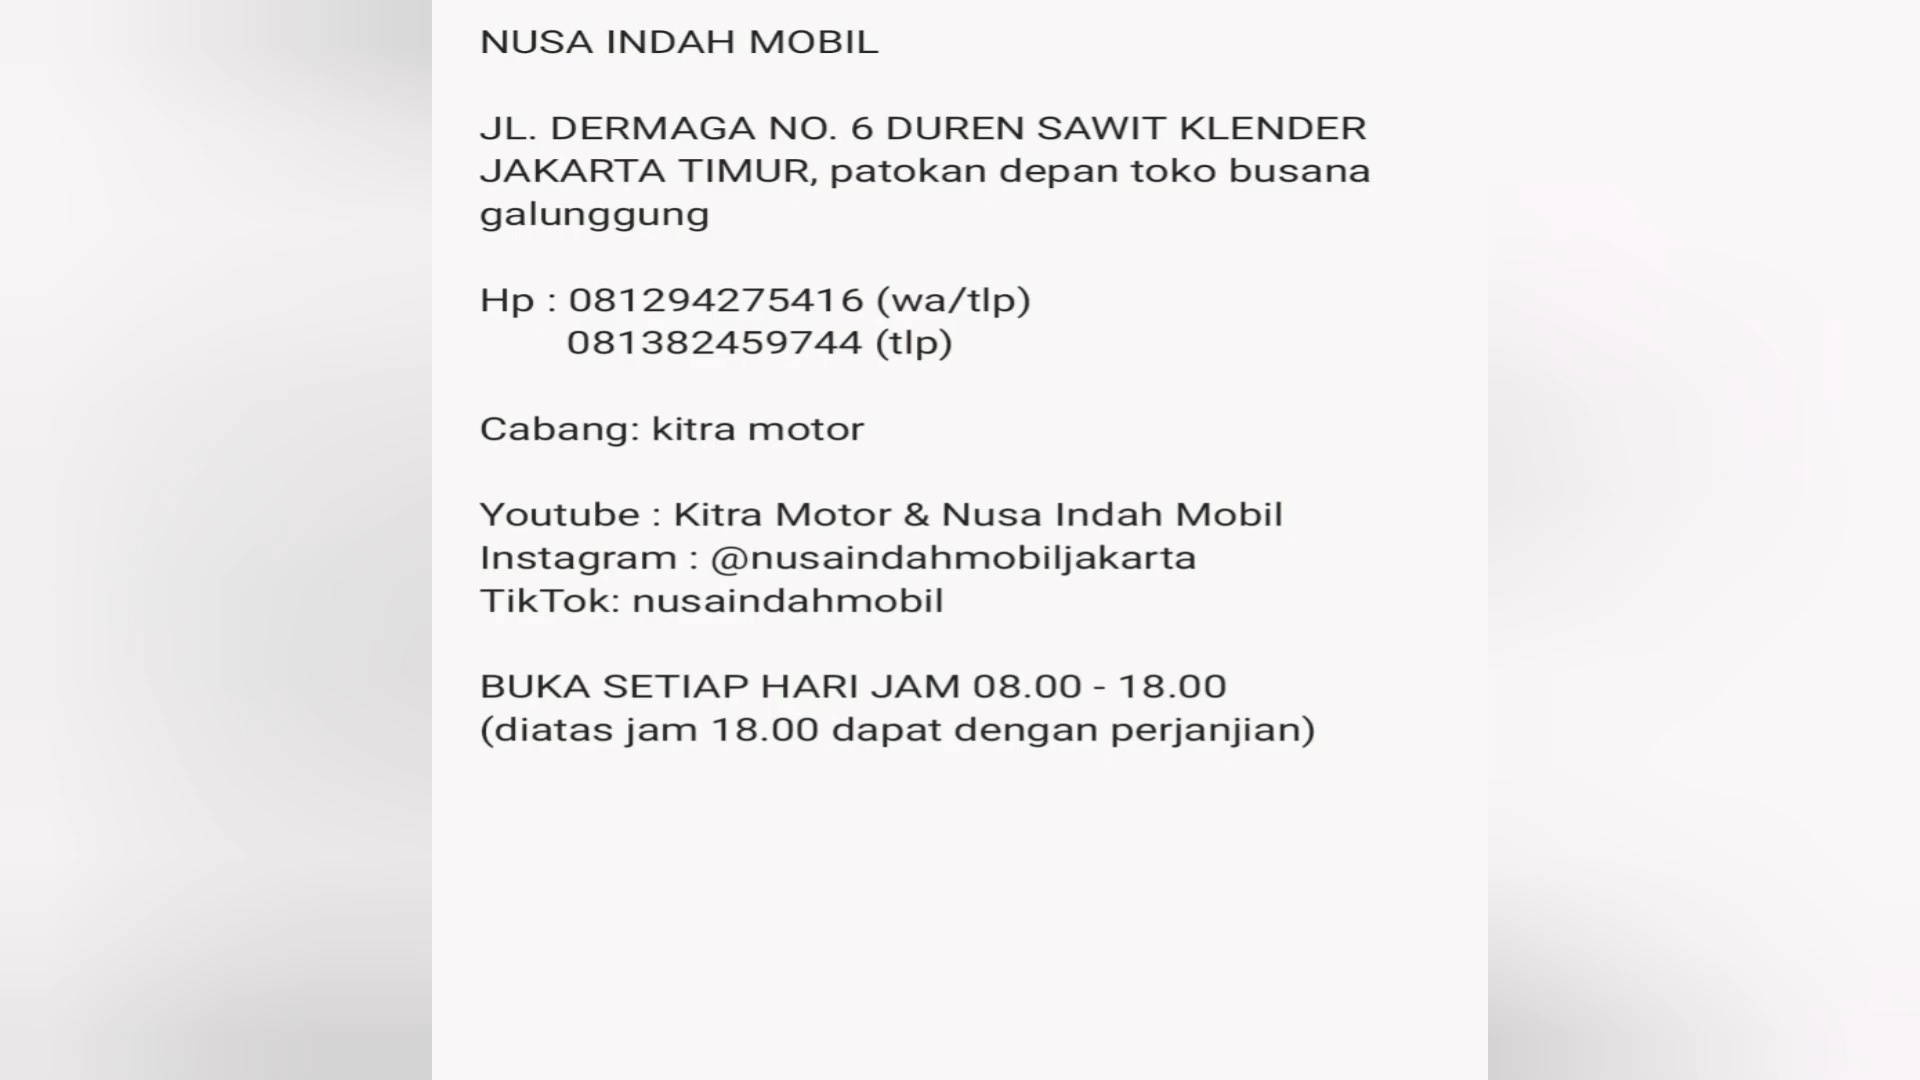 NUSA INDAH MOBIL
JL. DERMAGA NO. 6 DUREN SAWIT KLENDER
JAKARTA TIMUR, patokan depan toko busana
galunggung
Hp : 081294275416 (wa/tlp)
081382459744 (tlp)
Cabang: kitra motor
Youtube : Kitra Motor & Nusa Indah Mobil
Instagram : @nusaindahmobiljakarta
TikTok: nusaindahmobil
BUKA SETIAP HARI JAM 08.00 - 18.00
(diatas jam 18.00 dapat dengan perjanjian)